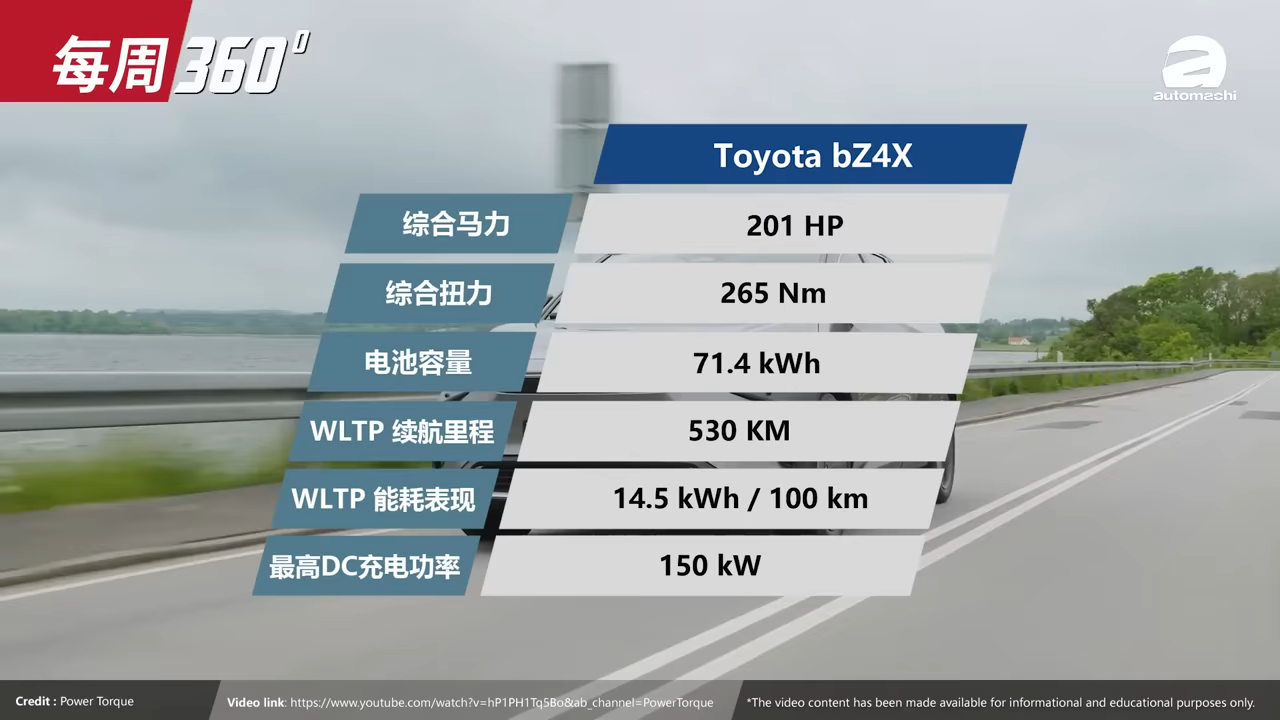 每周360°
automachi
Toyota bZ4X
综合马力 201 HP
综合扭力 265 Nm
电池容量 71.4 kWh
WLTP 续航里程 530 KM
WLTP 能耗表现 14.5 kWh / 100 km
最高DC充电功率 150 kW
Credit : Power Torque
Video link: https://www.youtube.com/watch?v=hP1PH1Tq5Bo&ab_channel=PowerTorque
*The video content has been made available for informational and educational purposes only.